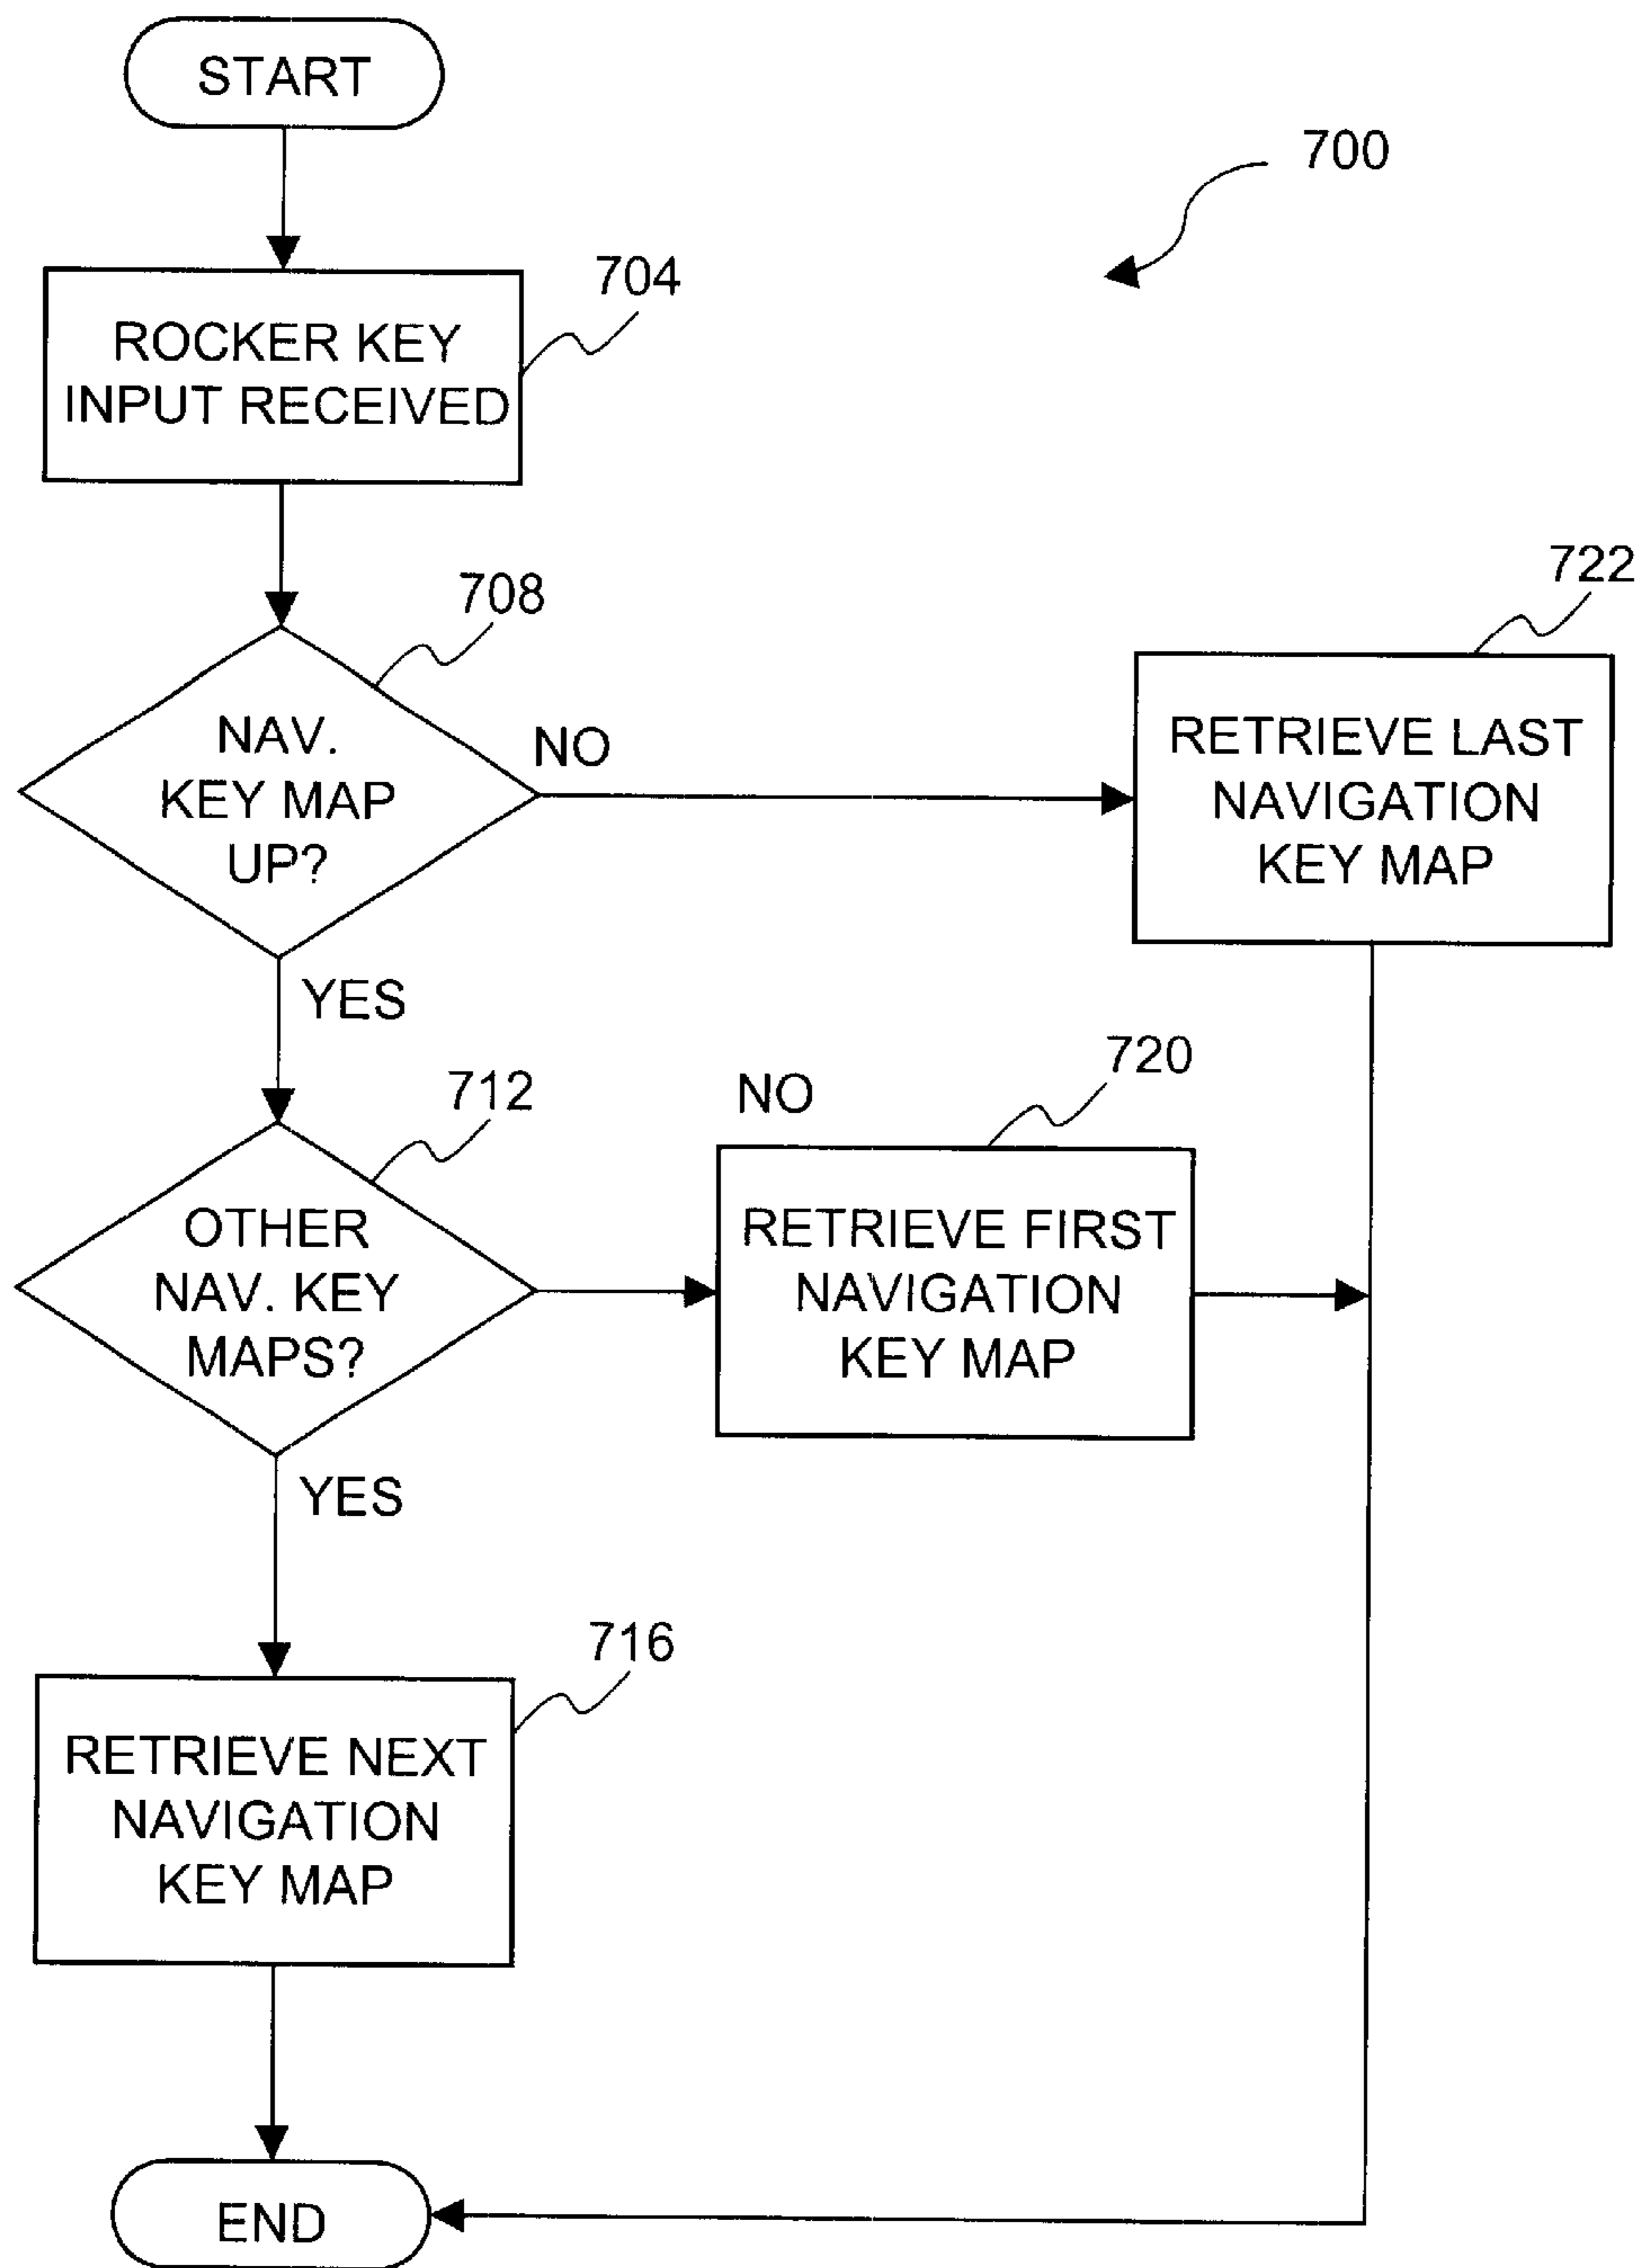 START
700
704
ROCKER KEY
INPUT RECEIVED
708
NAV.
KEY MAP
UP?
NO
722
RETRIEVE LAST
NAVIGATION
KEY MAP
YES
712
OTHER
NAV. KEY
MAPS?
NO
720
RETRIEVE FIRST
NAVIGATION
KEY MAP
YES
716
RETRIEVE NEXT
NAVIGATION
KEY MAP
END